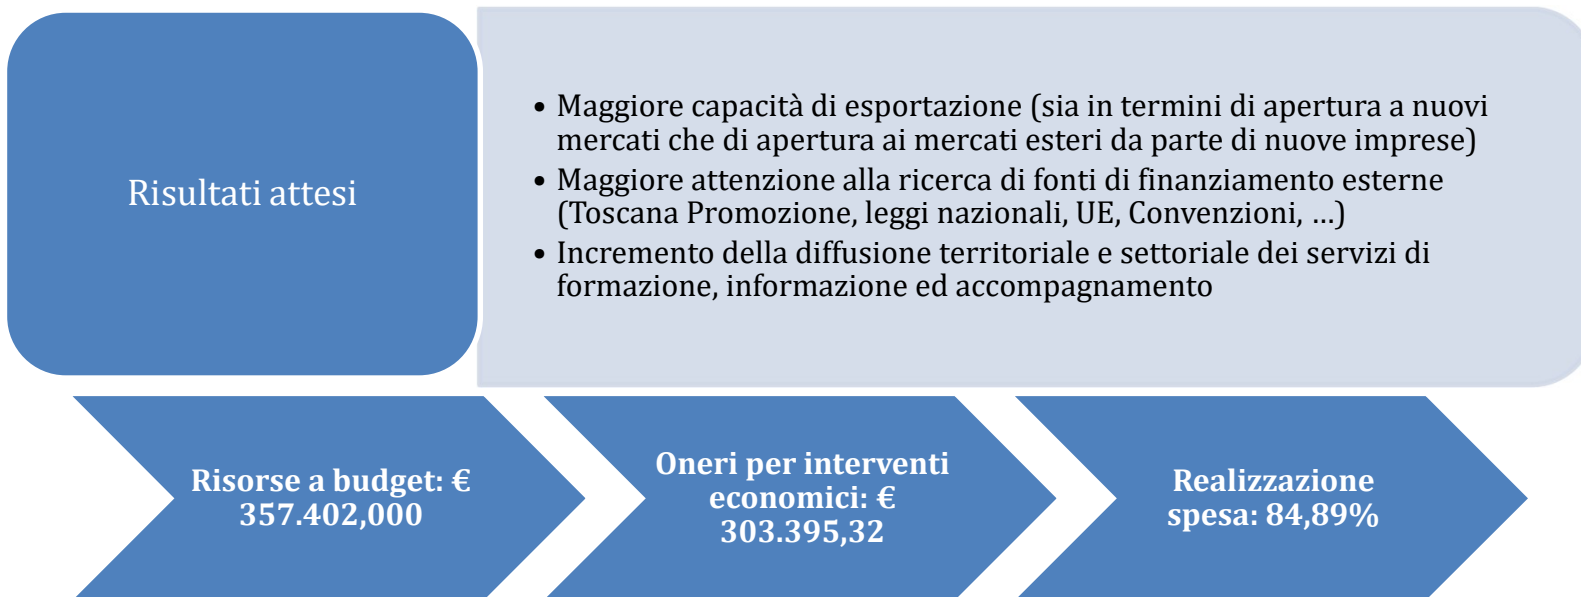 Risultati attesi
• Maggiore capacità di esportazione (sia in termini di apertura a nuovi
mercati che di apertura ai mercati esteri da parte di nuove imprese)
• Maggiore attenzione alla ricerca di fonti di finanziamento esterne
(Toscana Promozione, leggi nazionali, UE, Convenzioni, ...)
• Incremento della diffusione territoriale e settoriale dei servizi di
formazione, informazione ed accompagnamento
Risorse a budget: €
357.402,000
Oneri per interventi
economici: €
303.395,32
Realizzazione
spesa: 84,89%